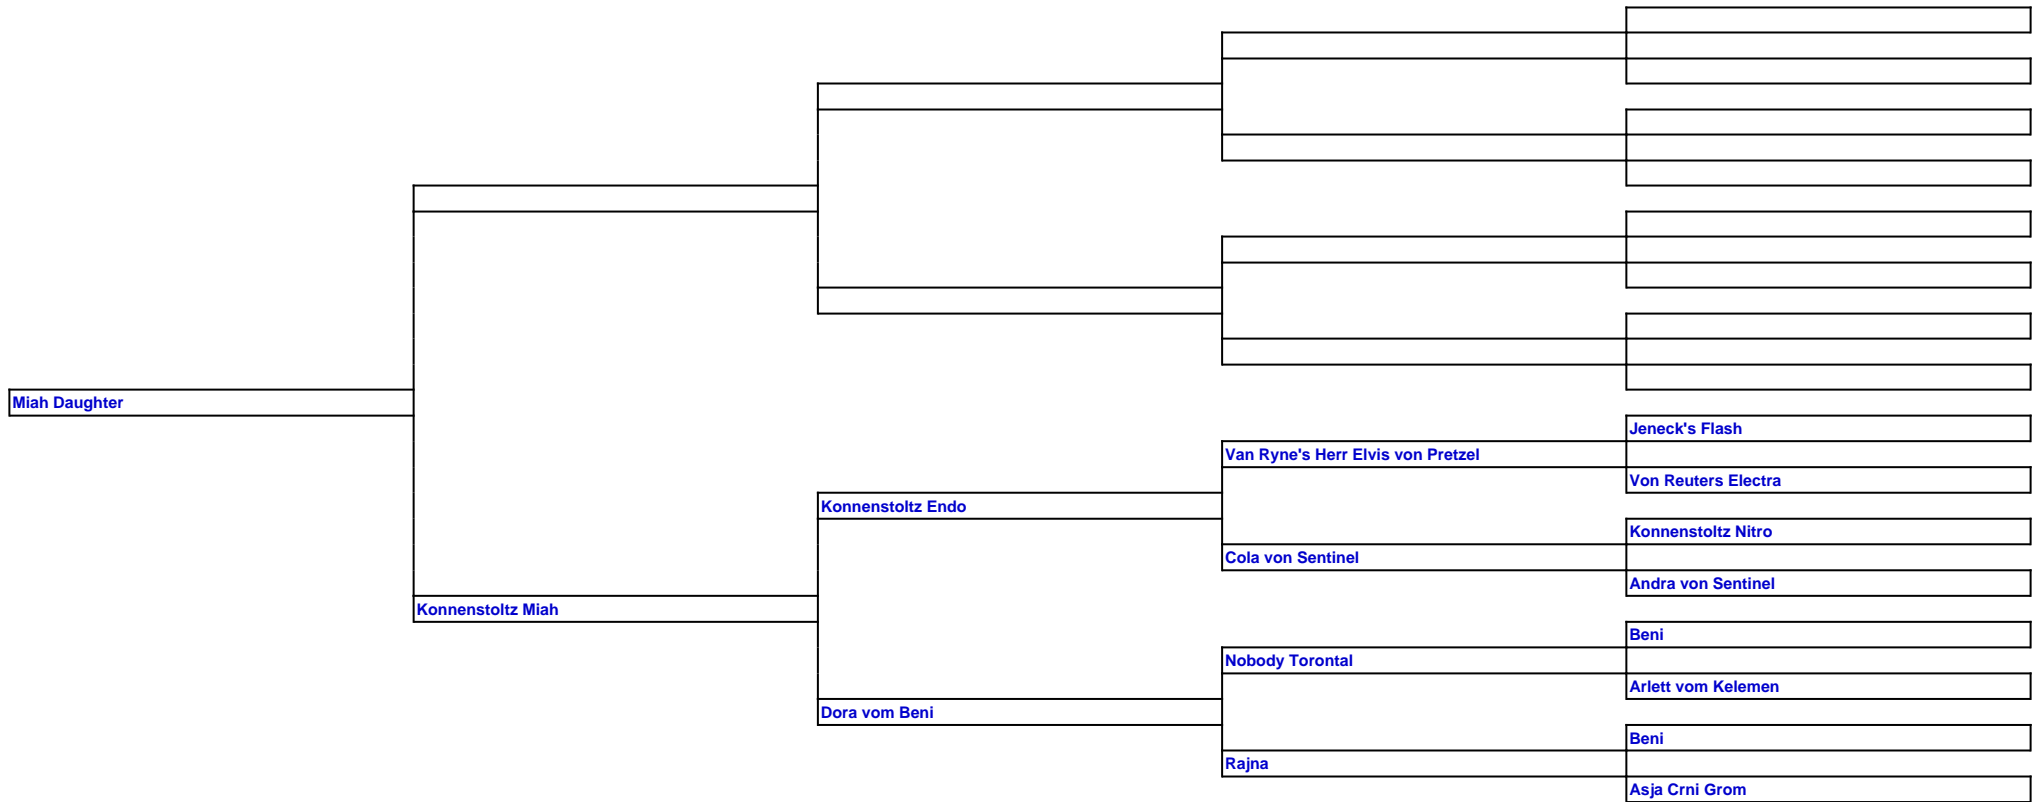 Miah Daughter
Konnenstoltz Miah
Konnenstoltz Endo
Dora vom Beni
Van Ryne's Herr Elvis von Pretzel
Cola von Sentinel
Nobody Torontal
Rajna
Jeneck's Flash
Von Reuters Electra
Konnenstoltz Nitro
Andra von Sentinel
Beni
Arlett vom Kelemen
Beni
Asja Crni Grom